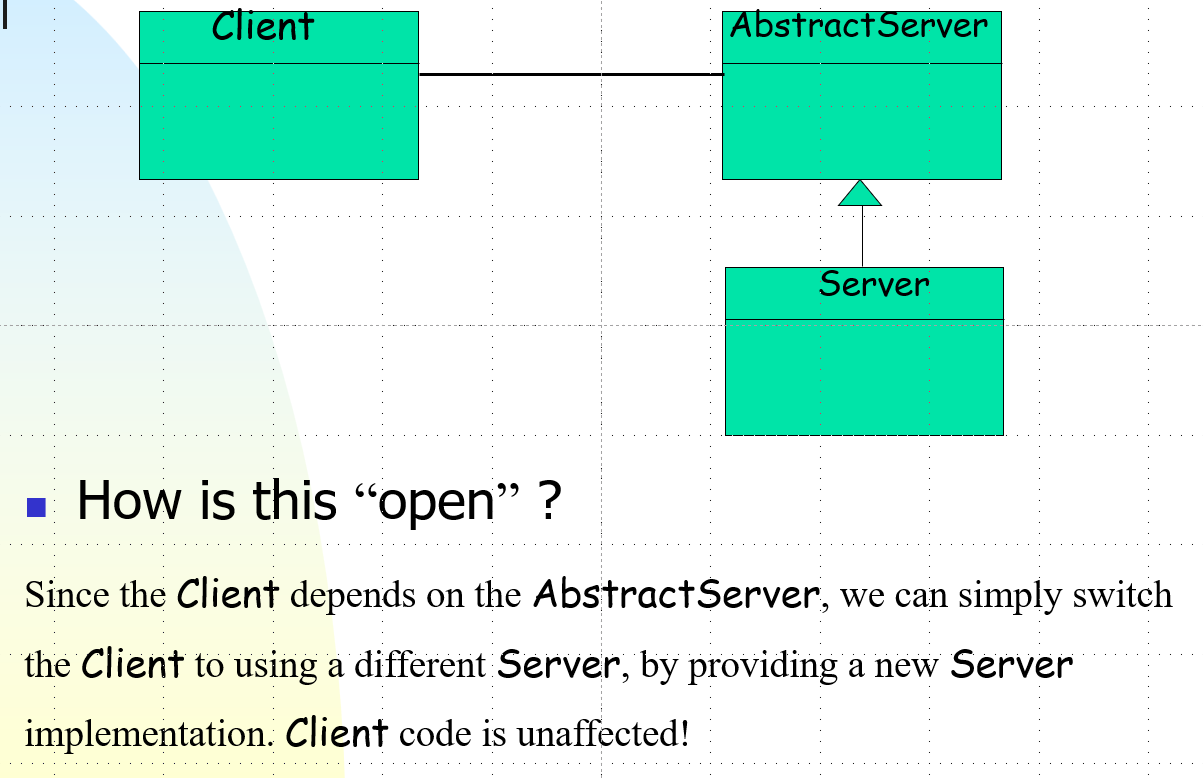 Client
AbstractServer
Server
How is this “open” ?
Since the Client depends on the AbstractServer, we can simply switch
the Client to using a different Server, by providing a new Server
implementation. Client code is unaffected!